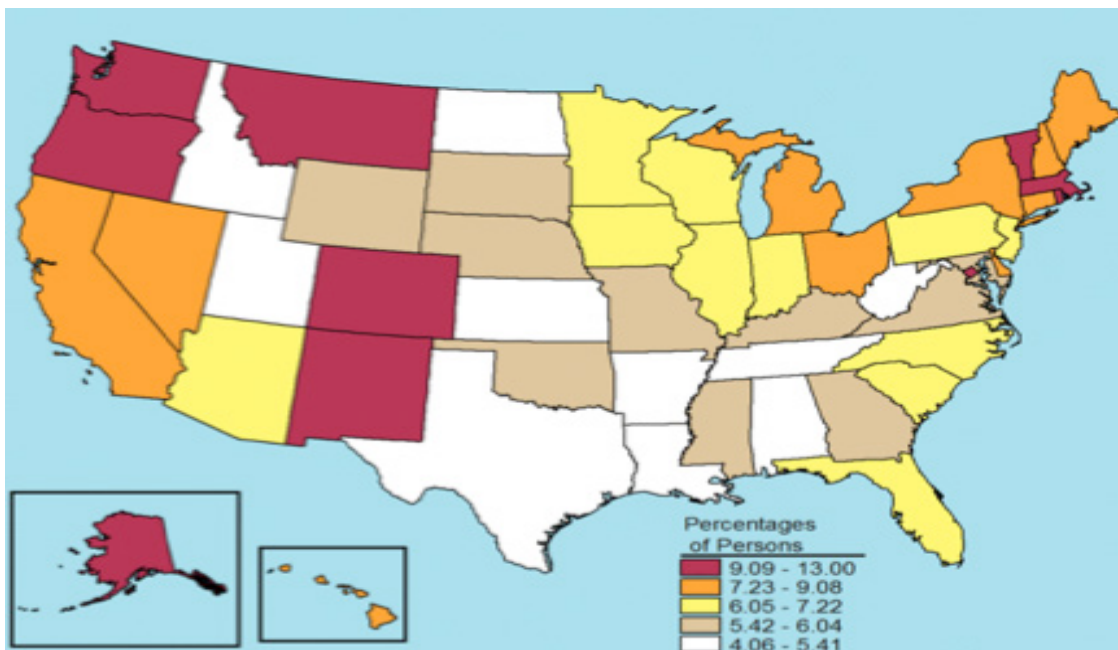 Percentages
of Persons
9.09 - 13.00
7.23 - 9.08
6.05 - 7.22
5.42 - 6.04
4.06 - 5.41